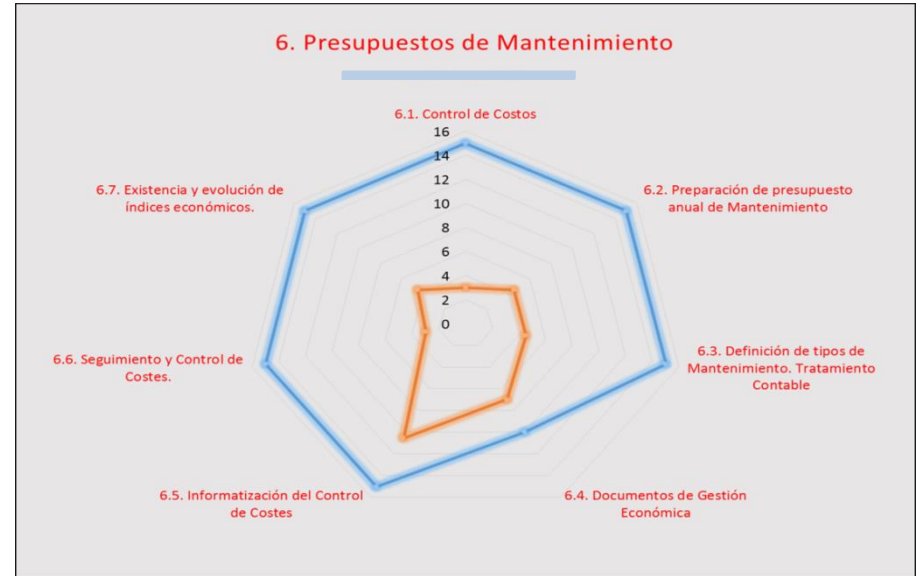 6. Presupuestos de Mantenimiento
6.1. Control de Costos
16
14
12
10
8
6
4
2
0
6.2. Preparación de presupuesto
anual de Mantenimiento
6.3. Definición de tipos de
Mantenimiento. Tratamiento
Contable
6.4. Documentos de Gestión
Económica
6.5. Informatización del Control
de Costes
6.6. Seguimiento y Control de
Costes.
6.7. Existencia y evolución de
índices económicos.